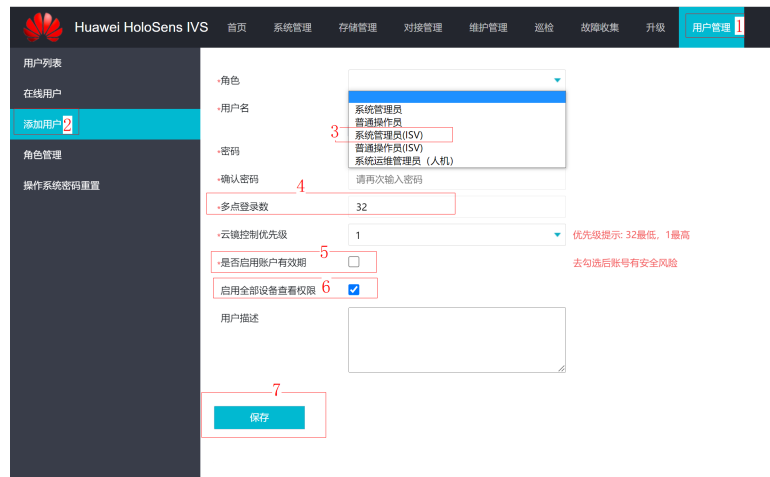 Huawei HoloSens IVS 首页 系统管理 存储管理 对接管理 维护管理 巡检 故障收集 升级 用户管理 1
用户列表
在线用户
添加用户 2
角色管理
操作系统密码重置
*角色
*用户名
系统管理员
普通操作员
3 系统管理员(ISV)
普通操作员(ISV)
系统运维管理员（人机）
*密码
*确认密码 请再次输入密码
4
*多点登录数 32
*云镜控制优先级 1 优先级提示: 32最低，1最高
5
*是否启用账户有效期 去勾选后账号有安全风险
启用全部设备查看权限 6
用户描述
7
保存